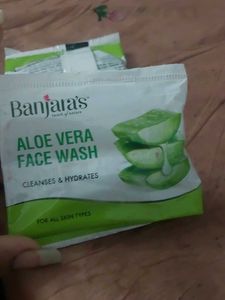 Banjara's
touch of nature
ALOE VERA
FACE WASH
CLEANSES & HYDRATES
FOR ALL SKIN TYPES